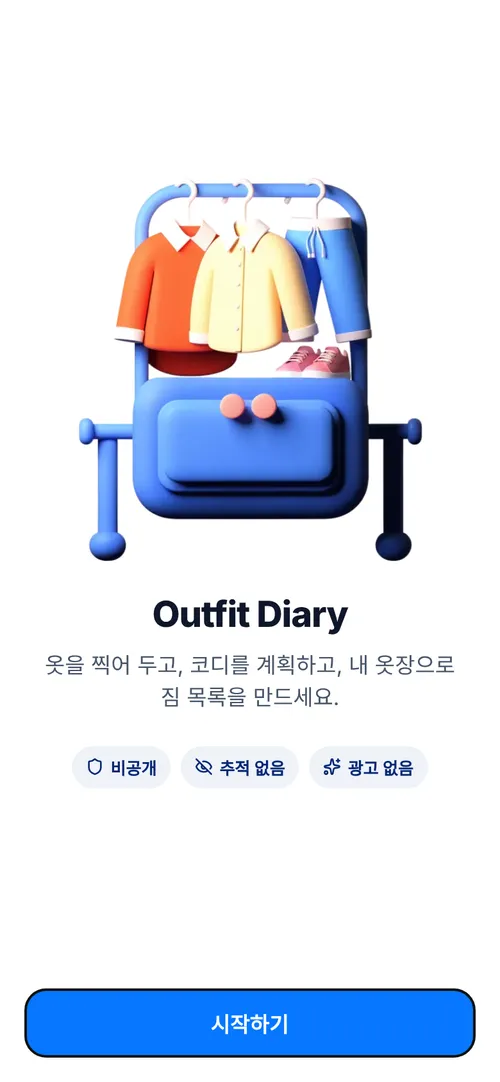 Outfit Diary
옷을 찍어 두고, 코디를 계획하고, 내 옷장으로
짐 목록을 만드세요.
비공개
추적 없음
광고 없음
시작하기